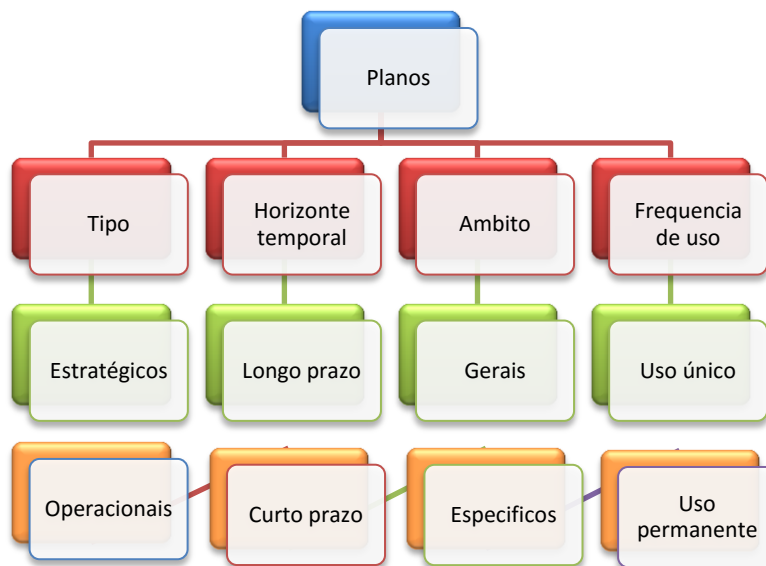 Planos
Tipo
Horizonte
temporal
Ambito
Frequencia
de uso
Estratégicos
Longo prazo
Gerais
Uso único
Operacionais
Curto prazo
Especificos
Uso
permanente